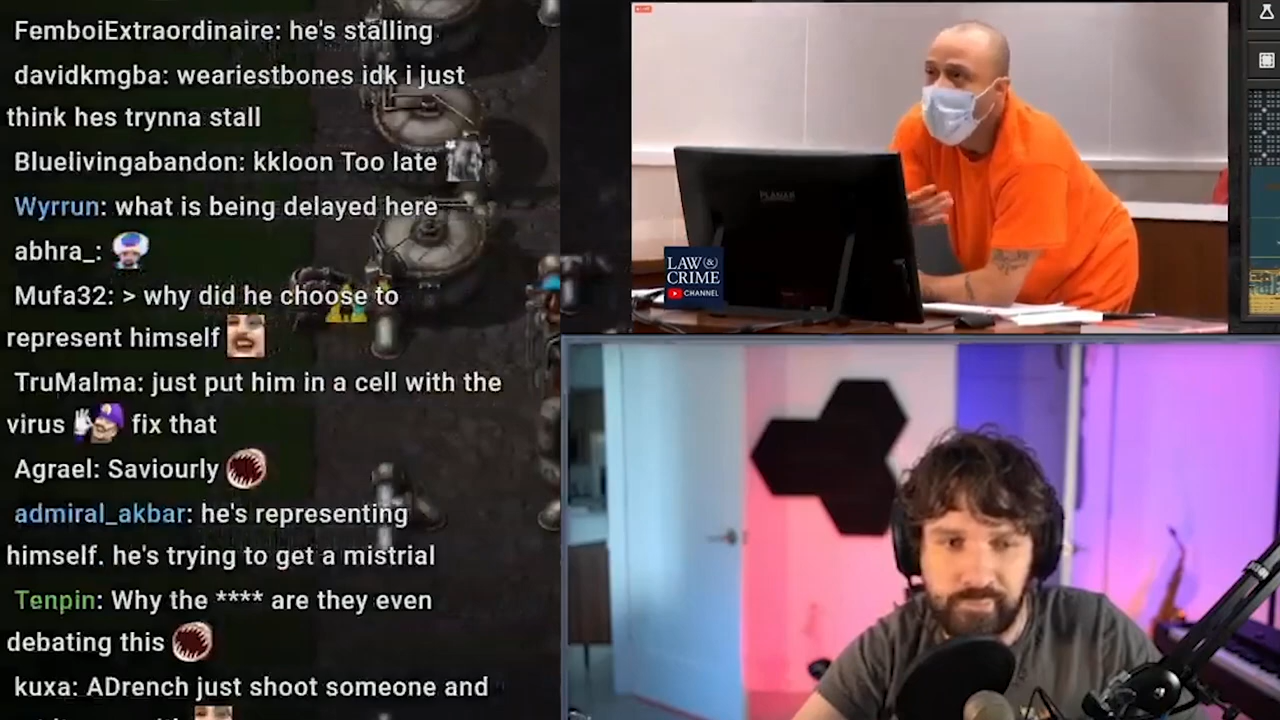 FemboiExtraordinaire: he's stalling
davidkmgba: weariestbones idk i just
think hes trynna stall
Bluelivingabandon: kkloon Too late
Wyrrun: what is being delayed here
abhra_:
Mufa32: > why did he choose to
represent himself
TruMalma: just put him in a cell with the
virus fix that
Agrael: Saviourly
admiral_akbar: he's representing
himself. he's trying to get a mistrial
Tenpin: Why the **** are they even
debating this
kuxa: ADrench just shoot someone and
PLANAR
LAW &
CRIME
CHANNEL